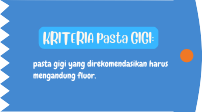 KRITERIA Pasta GIGI:
pasta gigi yang direkomendasikan harus
mengandung fluor.